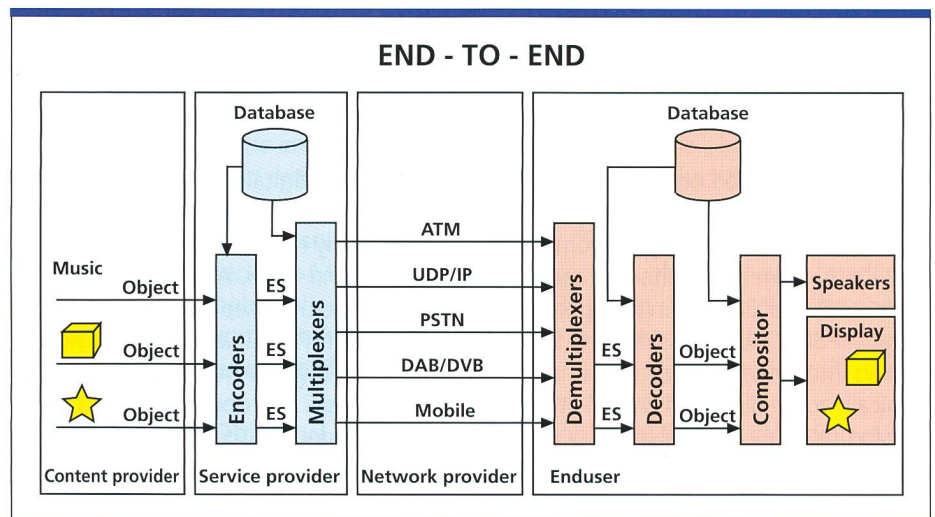 END - TO - END
Database
Database
Music
Object
Object
Object
Encoders
ES
ES
ES
Multiplexers
ATM
UDP/IP
PSTN
DAB/DVB
Mobile
Demultiplexers
ES
ES
Decoders
Object
Object
Compositor
Speakers
Display
Content provider
Service provider
Network provider
Enduser